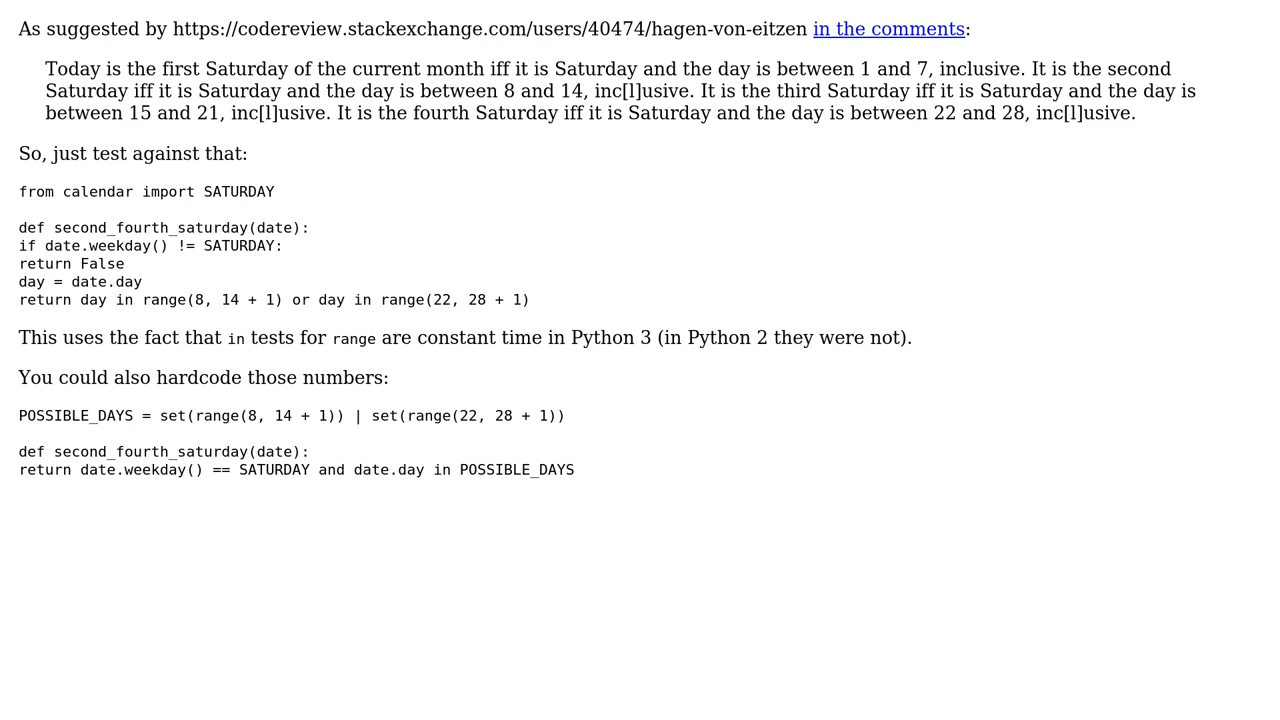 As suggested by https://codereview.stackexchange.com/users/40474/hagen-von-eitzen in the comments:
Today is the first Saturday of the current month iff it is Saturday and the day is between 1 and 7, inclusive. It is the second
Saturday iff it is Saturday and the day is between 8 and 14, inc[l]usive. It is the third Saturday iff it is Saturday and the day is
between 15 and 21, inc[l]usive. It is the fourth Saturday iff it is Saturday and the day is between 22 and 28, inc[l]usive.
So, just test against that:
from calendar import SATURDAY
def second_fourth_saturday(date):
if date.weekday() != SATURDAY:
return False
day = date.day
return day in range(8, 14 + 1) or day in range(22, 28 + 1)
This uses the fact that in tests for range are constant time in Python 3 (in Python 2 they were not).
You could also hardcode those numbers:
POSSIBLE_DAYS = set(range(8, 14 + 1)) | set(range(22, 28 + 1))
def second_fourth_saturday(date):
return date.weekday() == SATURDAY and date.day in POSSIBLE_DAYS